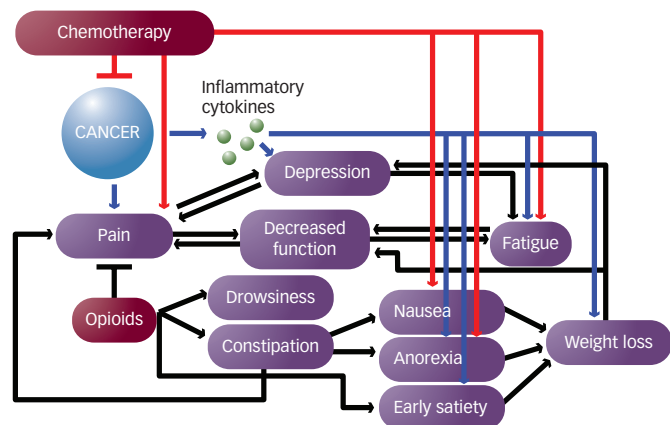 Chemotherapy
Inflammatory
cytokines
CANCER
Depression
Pain
Decreased
function
Fatigue
Drowsiness
Nausea
Opioids
Constipation
Anorexia
Weight loss
Early satiety